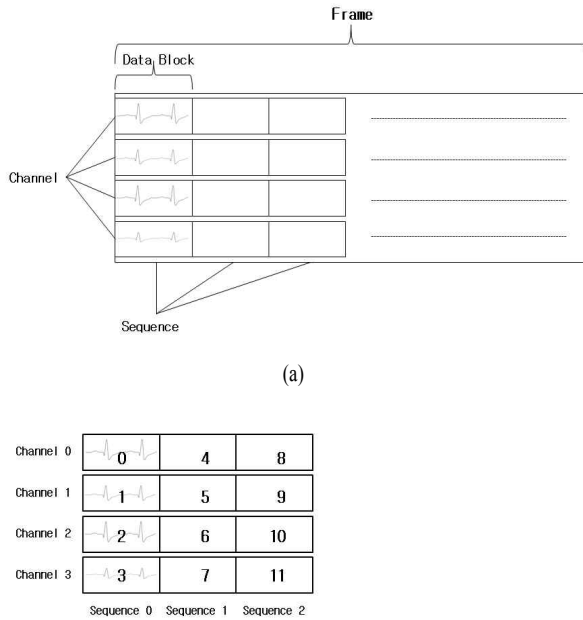 Frame
Data Block
Channel
Sequence
(a)
Channel 0 0 4 8
Channel 1 1 5 9
Channel 2 2 6 10
Channel 3 3 7 11
Sequence 0 Sequence 1 Sequence 2